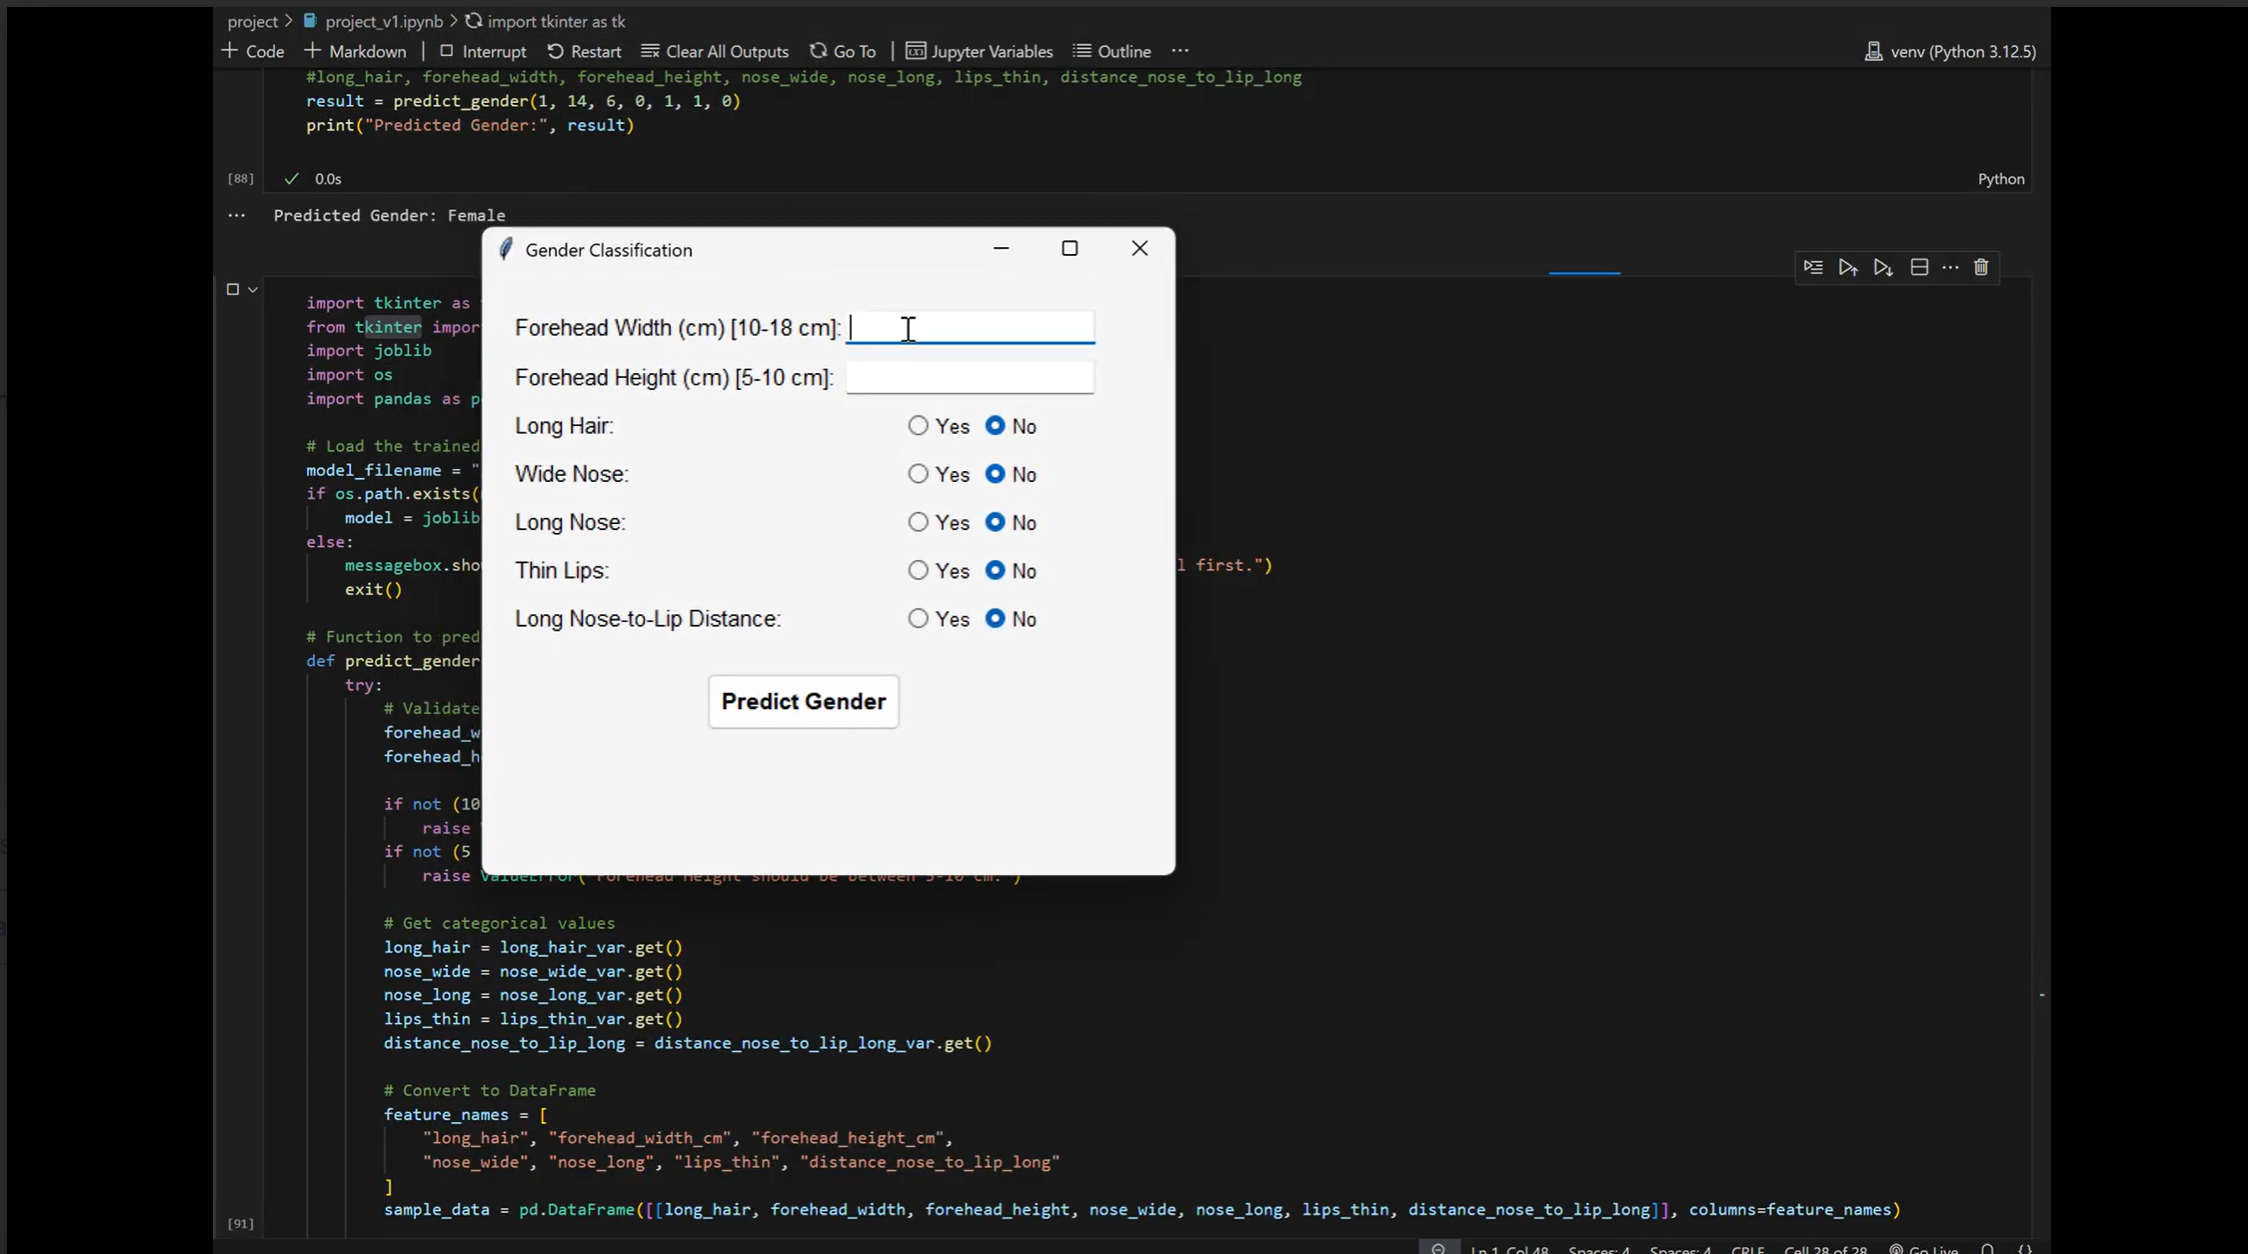 project > project_v1.ipynb > import tkinter as tk
+ Code + Markdown | Interrupt Restart Clear All Outputs Go To | Jupyter Variables Outline ... venv (Python 3.12.5)
#long_hair, forehead_width, forehead_height, nose_wide, nose_long, lips_thin, distance_nose_to_lip_long
result = predict_gender(1, 14, 6, 0, 1, 1, 0)
print("Predicted Gender:", result)
[88] 0.0s Python
... Predicted Gender: Female
Gender Classification
Forehead Width (cm) [10-18 cm]:
Forehead Height (cm) [5-10 cm]:
Long Hair: Yes No
Wide Nose: Yes No
Long Nose: Yes No
Thin Lips: Yes No
Long Nose-to-Lip Distance: Yes No
Predict Gender
import tkinter as
from tkinter impor
import joblib
import os
import pandas as
# Load the trained
model_filename = "
if os.path.exists(
model = joblib
else:
messagebox.sho l first.")
exit()
# Function to pred
def predict_gender
try:
# Validate
forehead_w
forehead_h
if not (10
raise
if not (5
raise ValueError("Forehead height should be between 5-10 cm.")
# Get categorical values
long_hair = long_hair_var.get()
nose_wide = nose_wide_var.get()
nose_long = nose_long_var.get()
lips_thin = lips_thin_var.get()
distance_nose_to_lip_long = distance_nose_to_lip_long_var.get()
# Convert to DataFrame
feature_names = [
"long_hair", "forehead_width_cm", "forehead_height_cm",
"nose_wide", "nose_long", "lips_thin", "distance_nose_to_lip_long"
]
[91] sample_data = pd.DataFrame([[long_hair, forehead_width, forehead_height, nose_wide, nose_long, lips_thin, distance_nose_to_lip_long]], columns=feature_names)
Ln 1, Col 48 Spaces: 4 Spaces: 4 CRLF Cell 28 of 28 Go Live